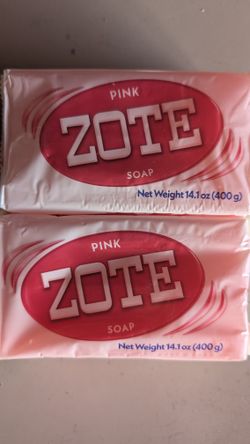 PINK
ZOTE
SOAP
Net Weight 14.1 oz (400 g)
PINK
ZOTE
SOAP
Net Weight 14.1 oz (400 g)